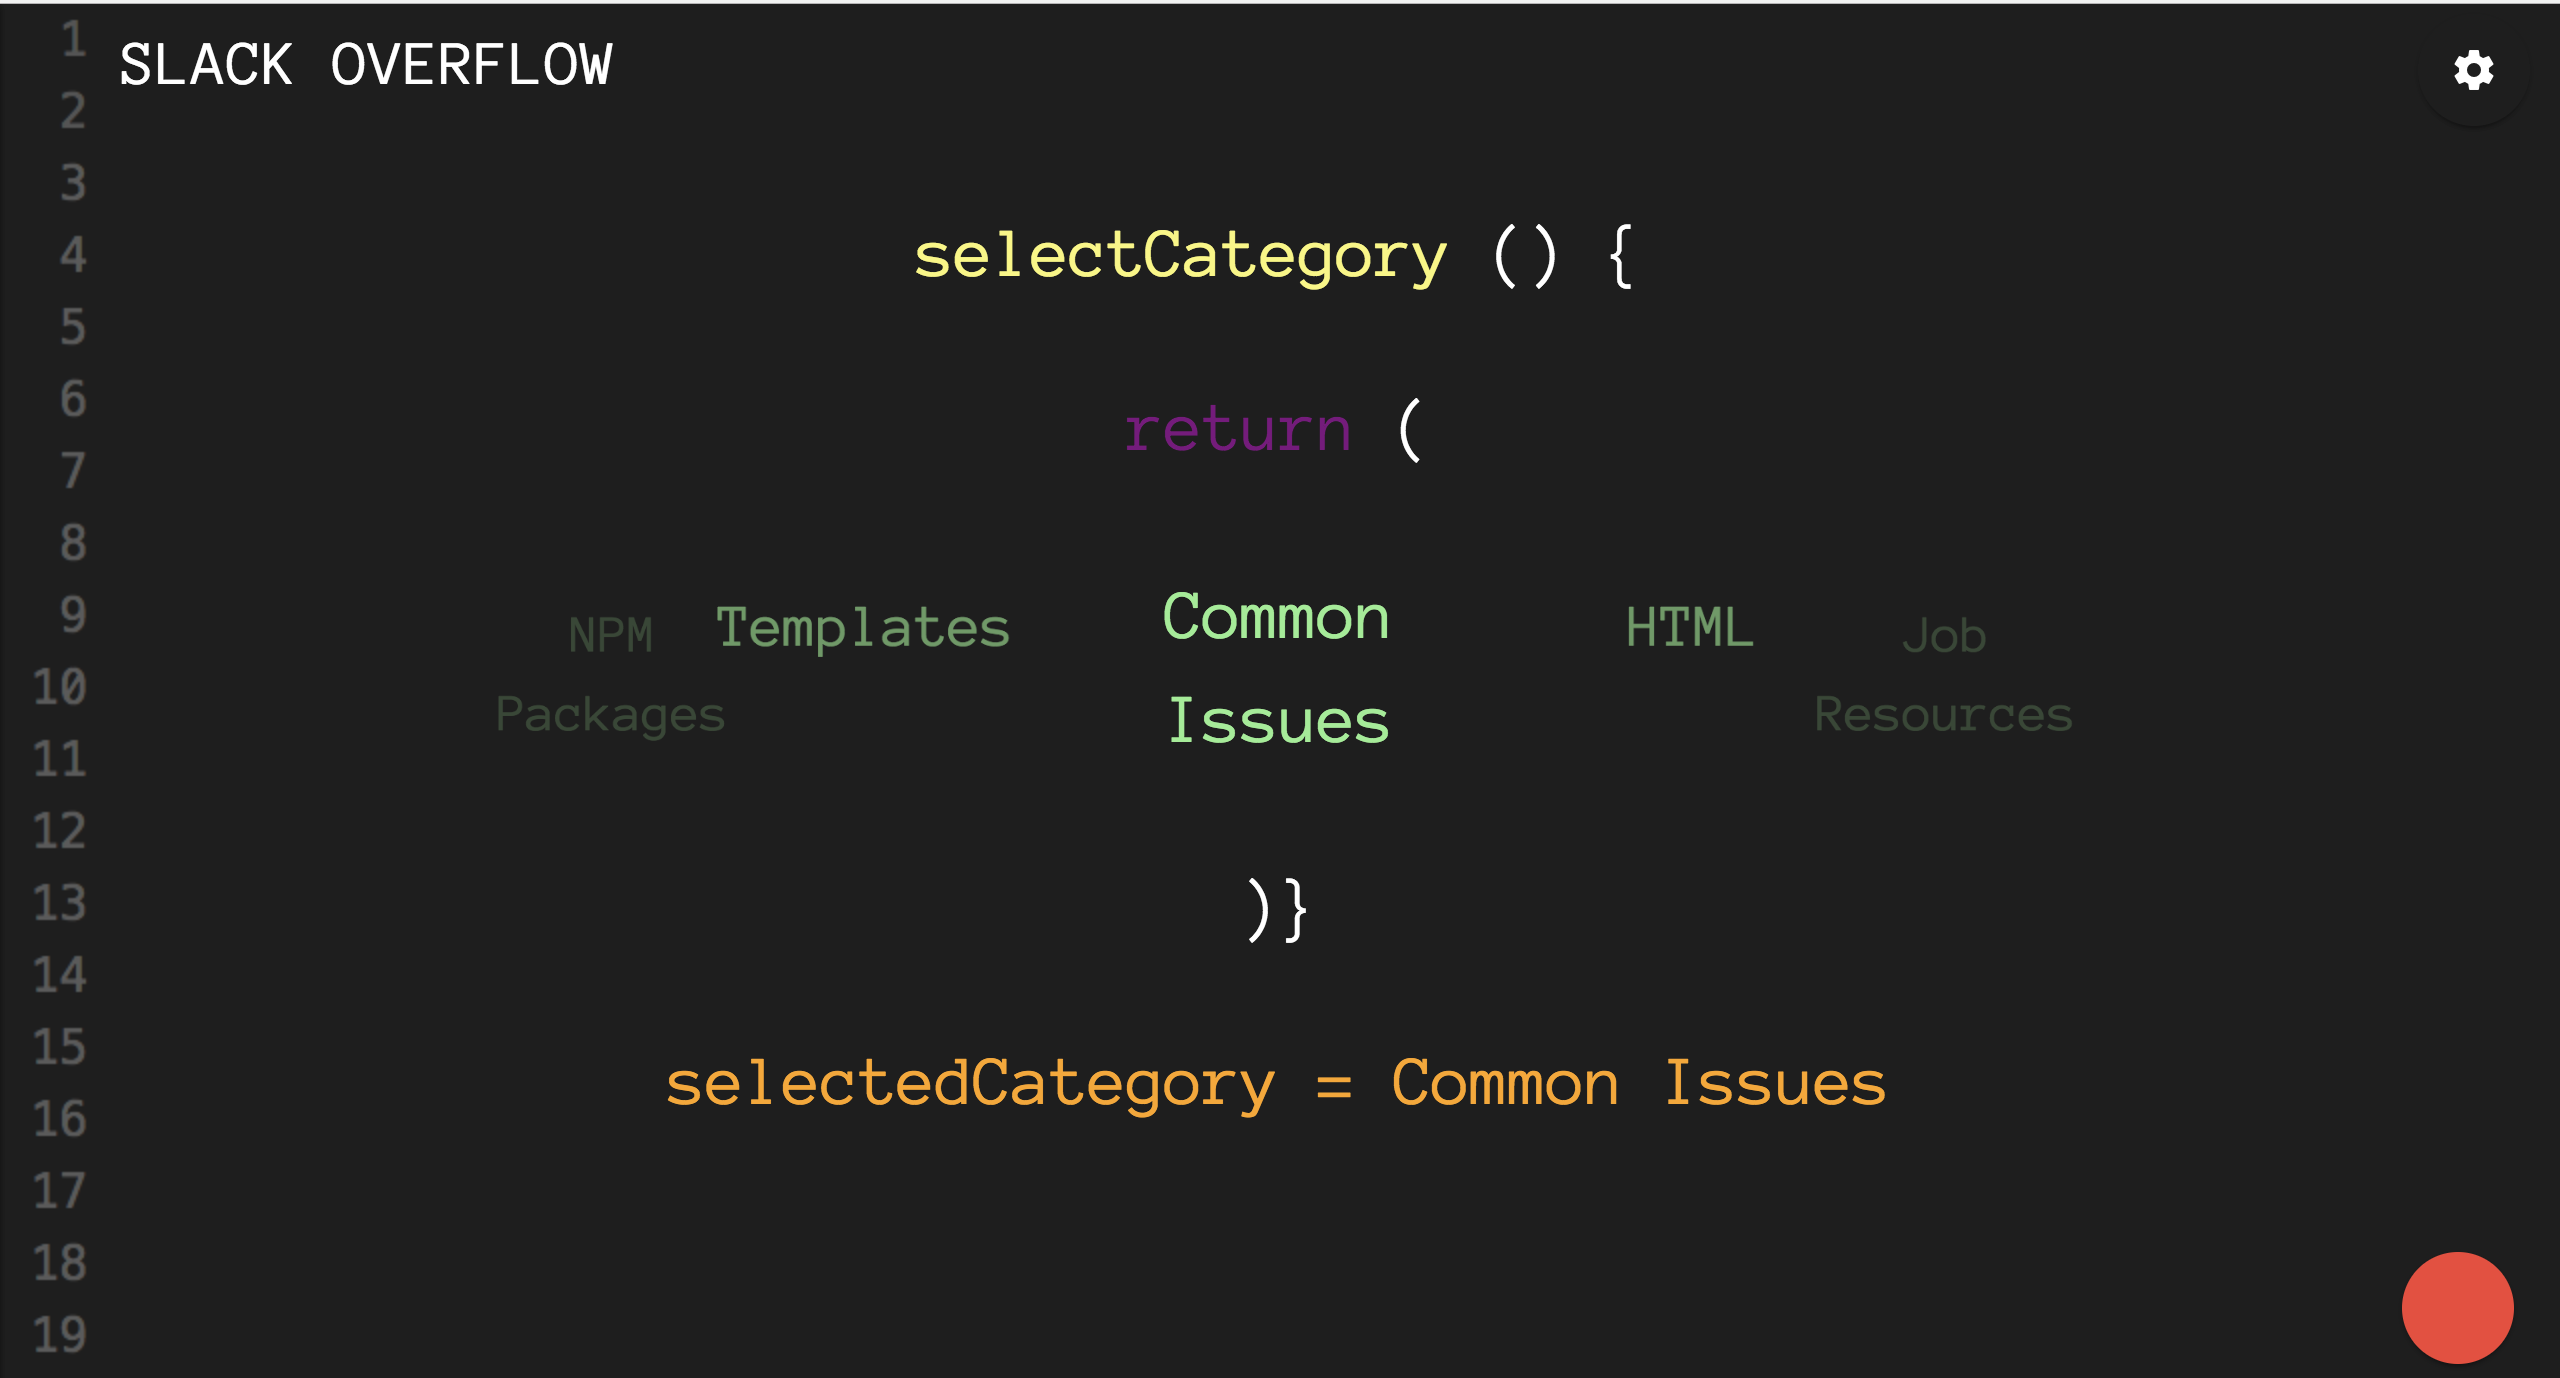 1
SLACK OVERFLOW
2
3
4
selectCategory () {
5
6
return (
7
8
9
NPM
Packages
Templates
Common
Issues
HTML
Job
Resources
10
11
12
13
)}
14
15
selectedCategory = Common Issues
16
17
18
19